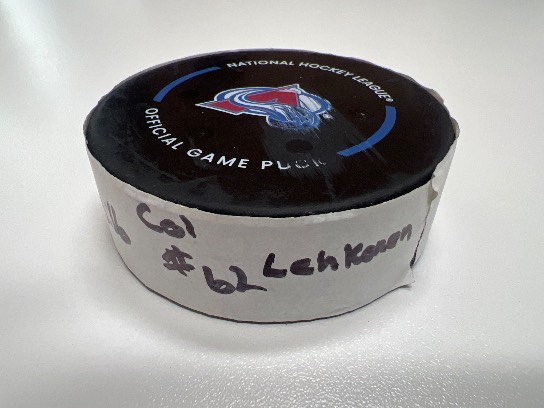 NATIONAL HOCKEY LEAGUE®
OFFICIAL GAME PUCK
Col
#62 Lehkonen